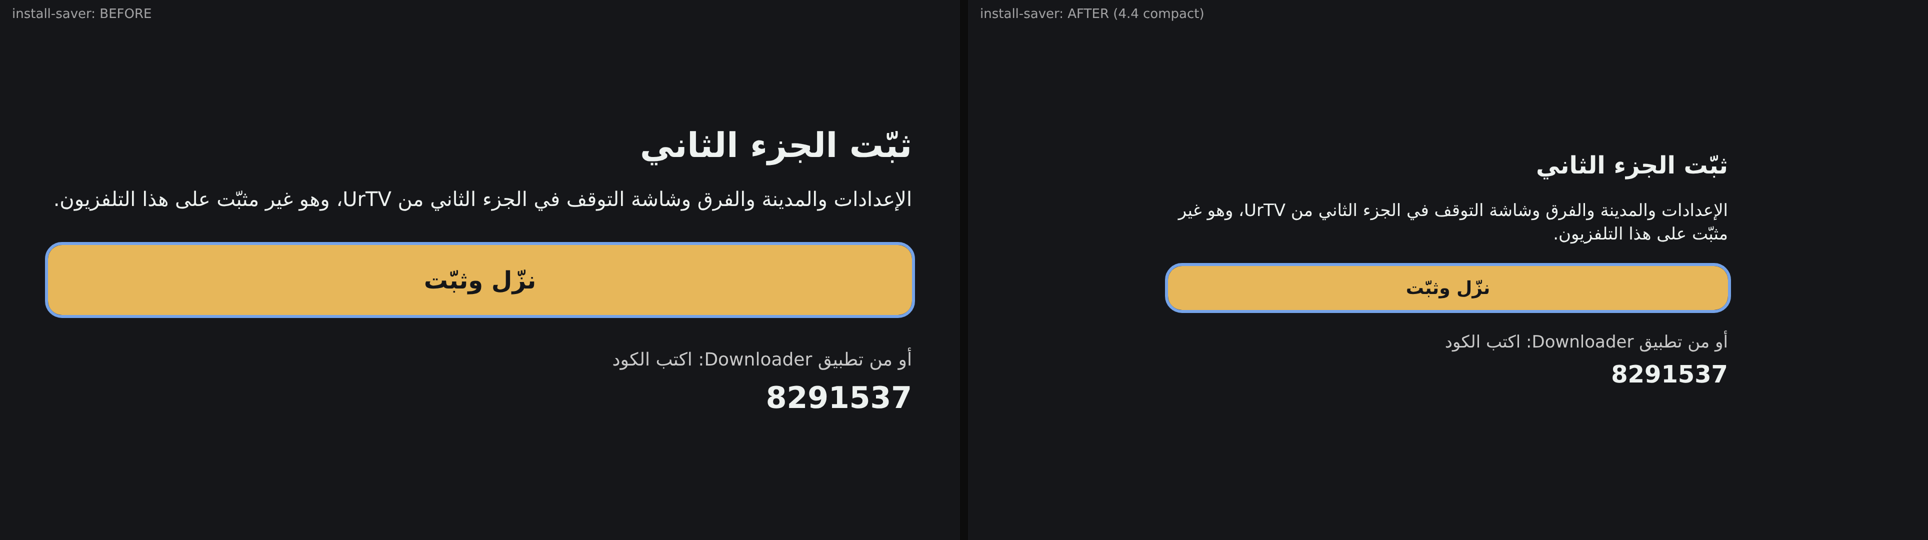 install-saver: BEFORE
ثبّت الجزء الثاني
الإعدادات والمدينة والفرق وشاشة التوقف في الجزء الثاني من UrTV، وهو غير مثبّت على هذا التلفزيون.
نزّل وثبّت
أو من تطبيق Downloader: اكتب الكود
8291537
install-saver: AFTER (4.4 compact)
ثبّت الجزء الثاني
الإعدادات والمدينة والفرق وشاشة التوقف في الجزء الثاني من UrTV، وهو غير
مثبّت على هذا التلفزيون.
نزّل وثبّت
أو من تطبيق Downloader: اكتب الكود
8291537